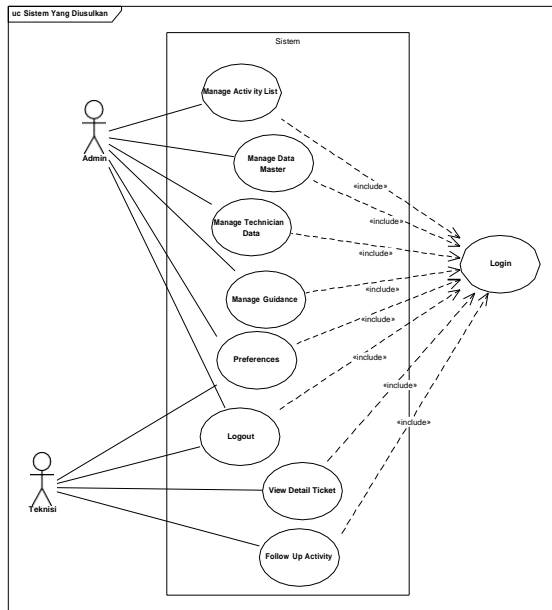 uc Sistem Yang Diusulkan
Sistem
Manage Activity List
Admin
«include»
Manage Data
Master
«include»
Manage Technician
Data
«include»
Login
Manage Guidance
«include»
«include»
Preferences
«include»
«include»
Logout
«include»
Teknisi
View Detail Ticket
Follow Up Activity